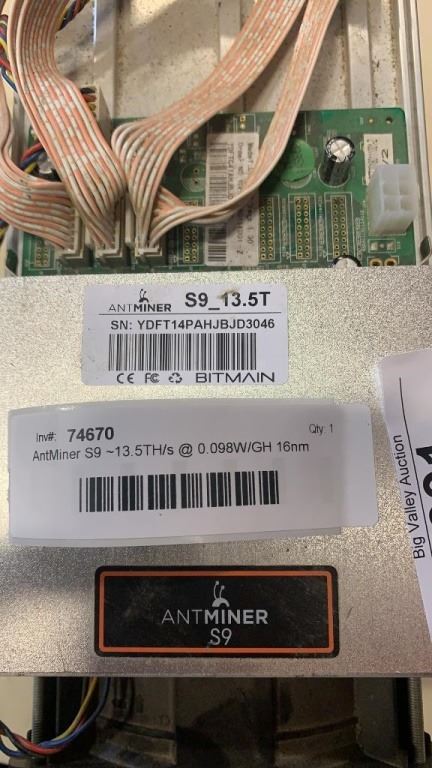 ANTMINER S9_13.5T
SN: YDFT14PAHJBJD3046
CE FC BITMAIN
Inv#: 74670 Qty: 1
AntMiner S9 ~13.5TH/s @ 0.098W/GH 16nm
Big Valley Auction
ANTMINER
S9